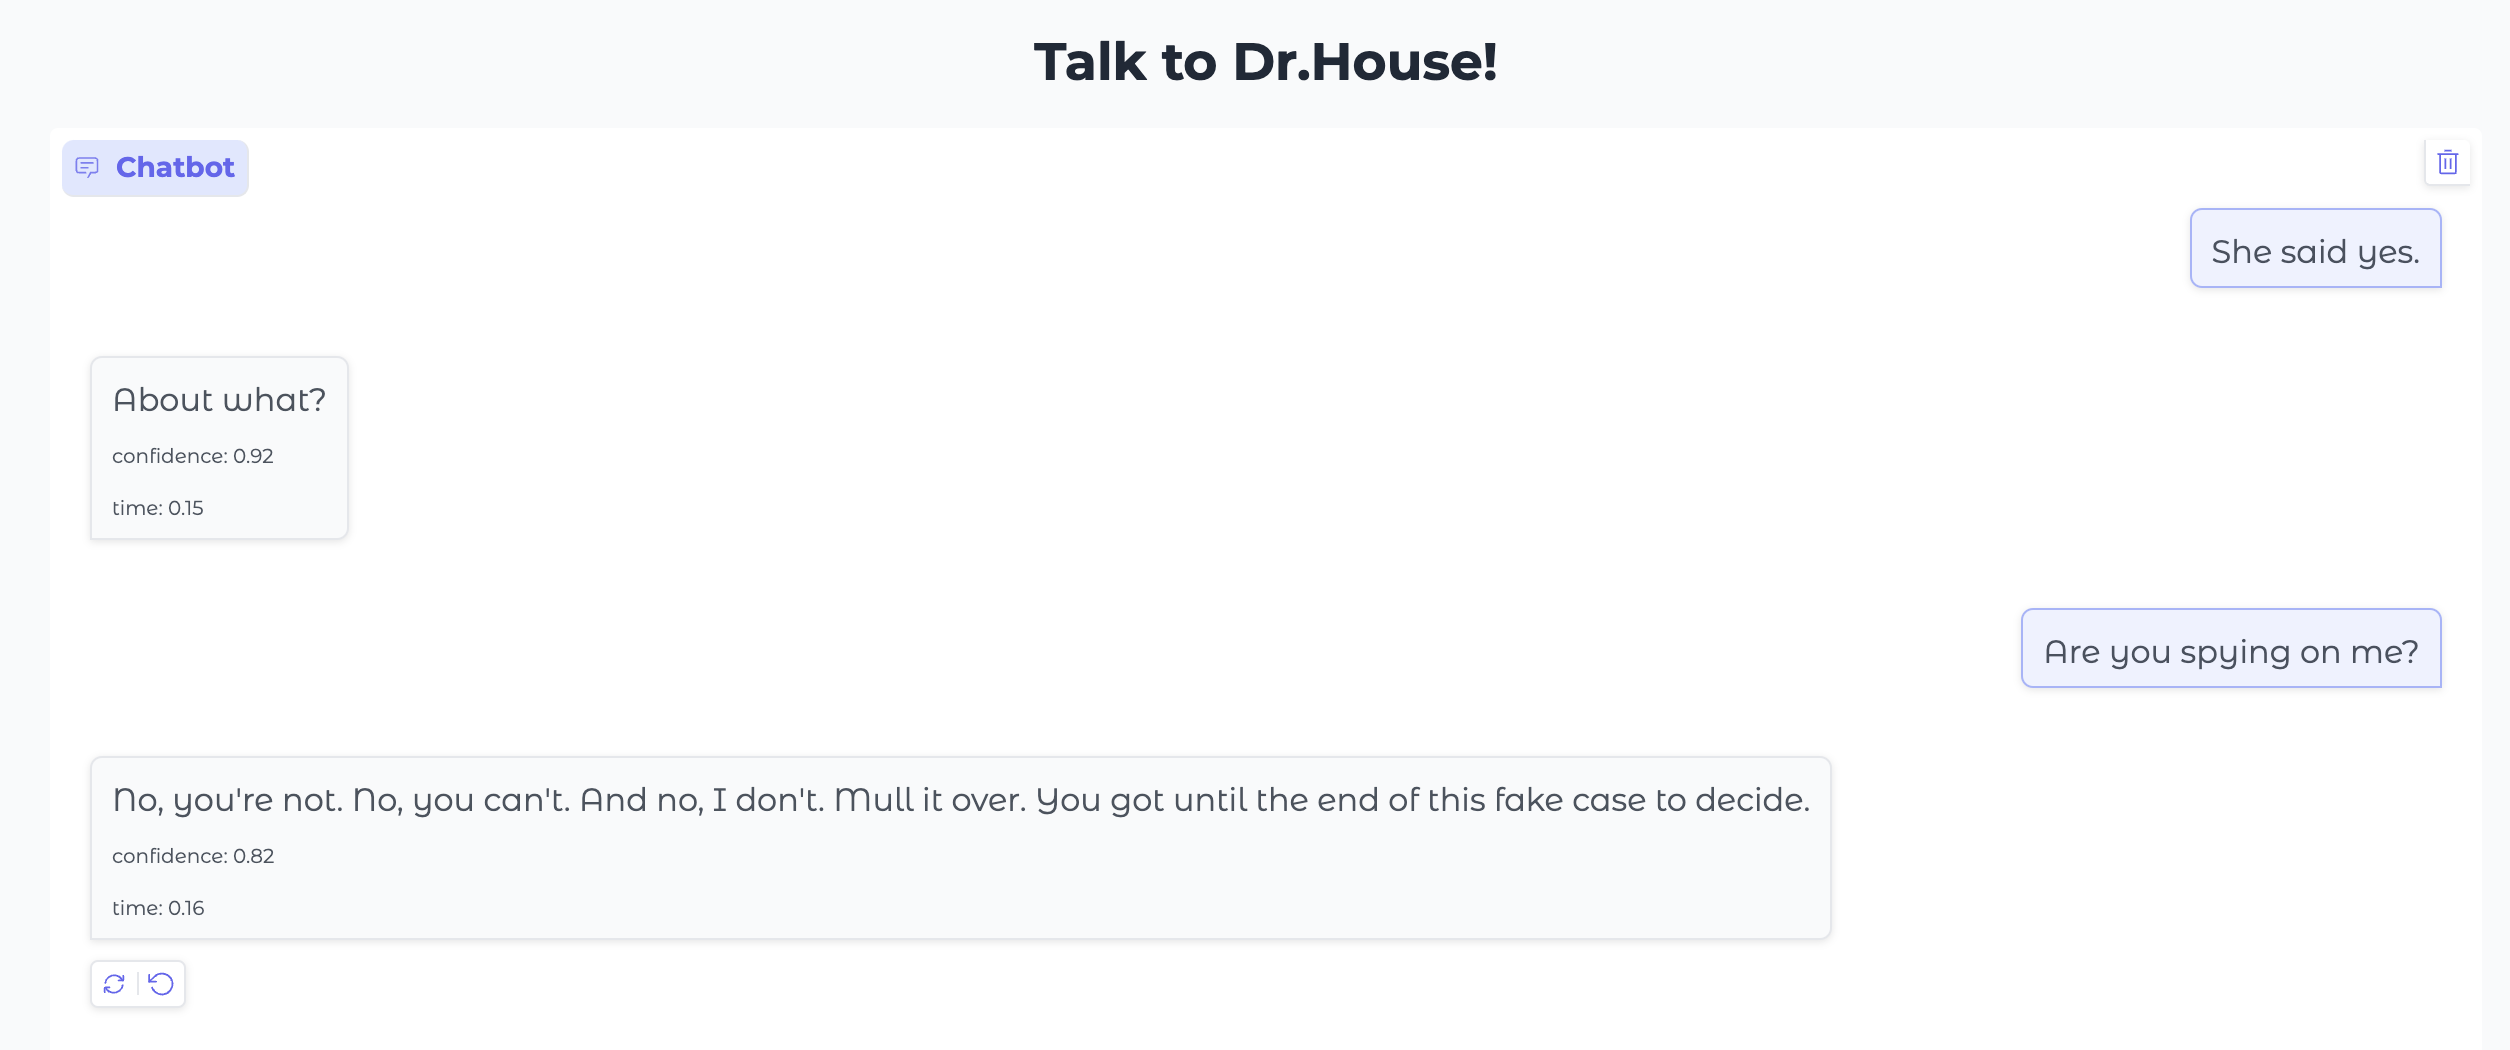 Talk to Dr.House!
Chatbot
She said yes.
About what?
confidence: 0.92
time: 0.15
Are you spying on me?
No, you're not. No, you can't. And no, I don't. Mull it over. You got until the end of this fake case to decide.
confidence: 0.82
time: 0.16